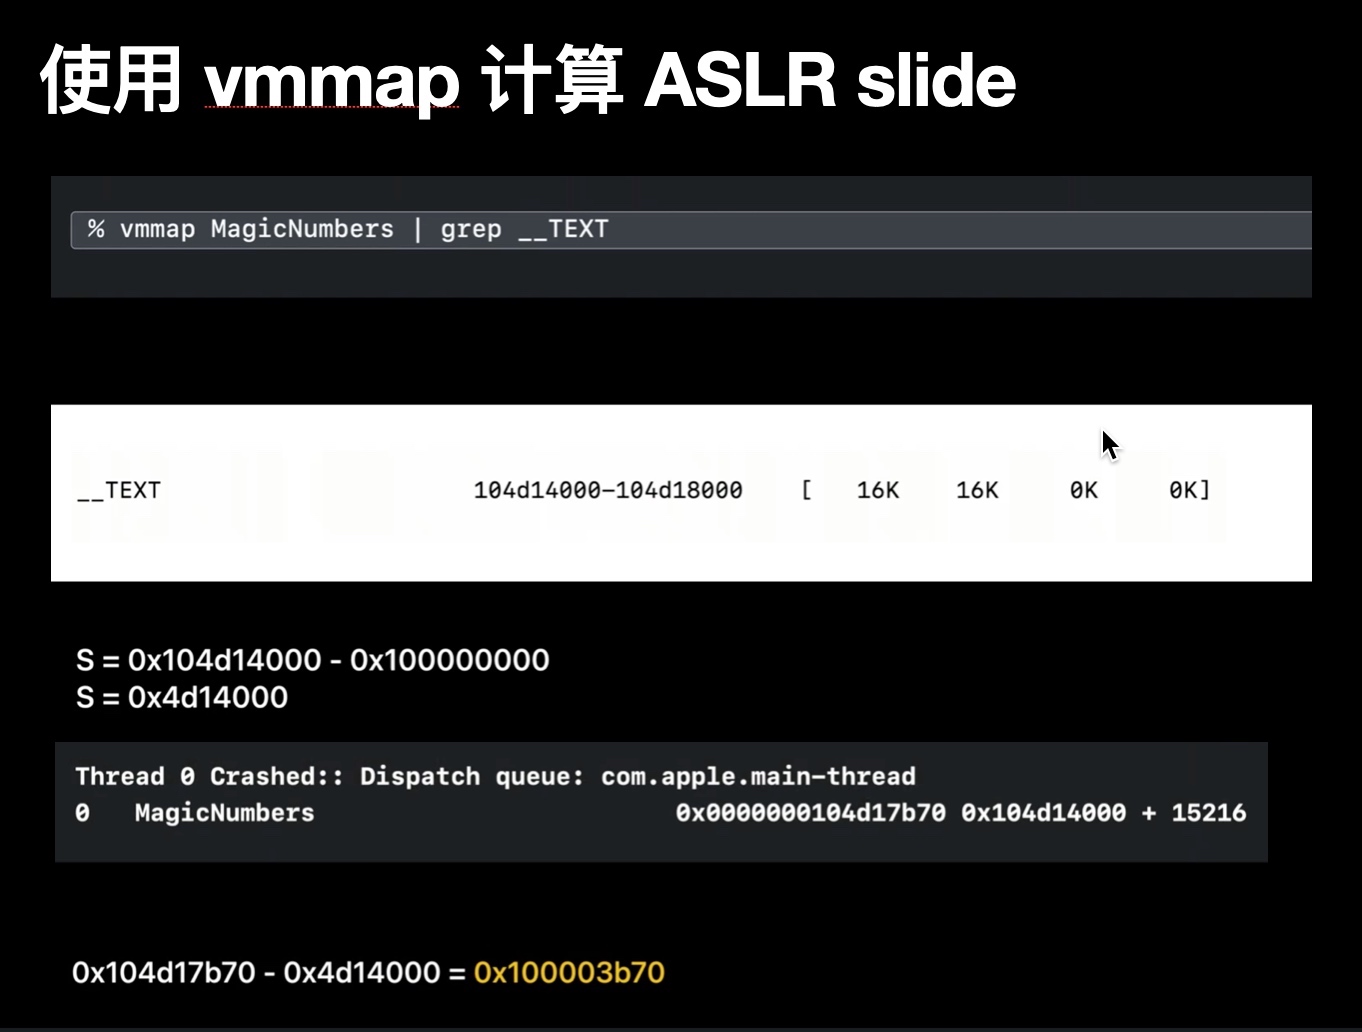 使用 vmmap 计算 ASLR slide
% vmmap MagicNumbers | grep __TEXT
__TEXT 104d14000-104d18000 [ 16K 16K 0K 0K]
S = 0x104d14000 - 0x100000000
S = 0x4d14000
Thread 0 Crashed:: Dispatch queue: com.apple.main-thread
0 MagicNumbers 0x0000000104d17b70 0x104d14000 + 15216
0x104d17b70 - 0x4d14000 = 0x100003b70